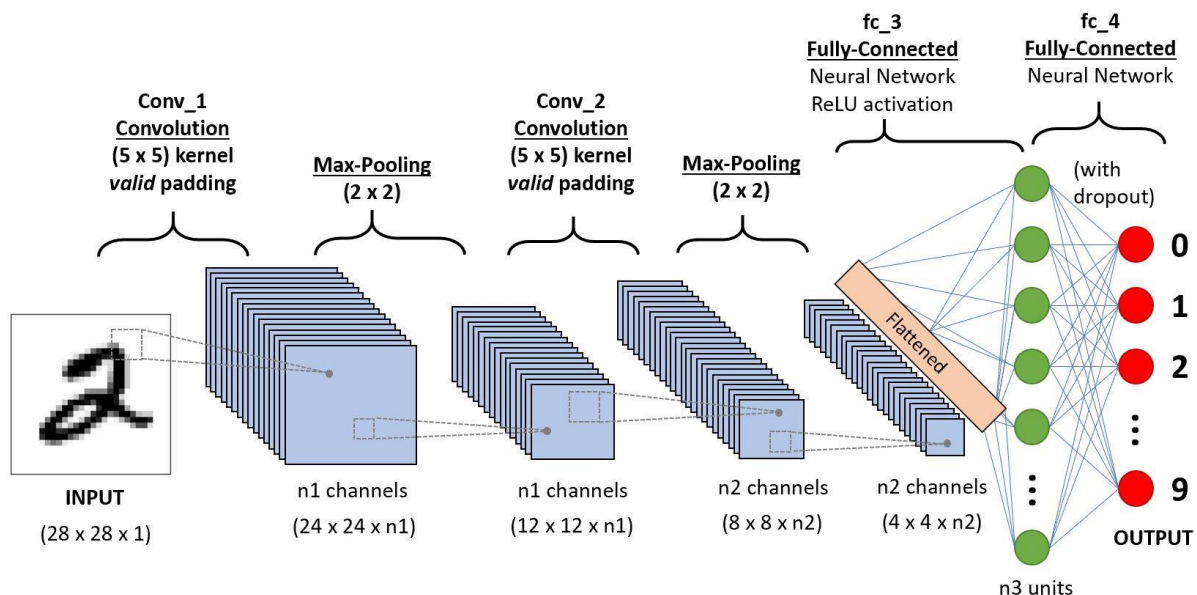 Conv_1
Convolution
(5 x 5) kernel
valid padding
Max-Pooling
(2 x 2)
Conv_2
Convolution
(5 x 5) kernel
valid padding
Max-Pooling
(2 x 2)
fc_3
Fully-Connected
Neural Network
ReLU activation
fc_4
Fully-Connected
Neural Network
(with
dropout)
INPUT
(28 x 28 x 1)
n1 channels
(24 x 24 x n1)
n1 channels
(12 x 12 x n1)
n2 channels
(8 x 8 x n2)
n2 channels
(4 x 4 x n2)
Flattened
n3 units
0
1
2
9
OUTPUT
2